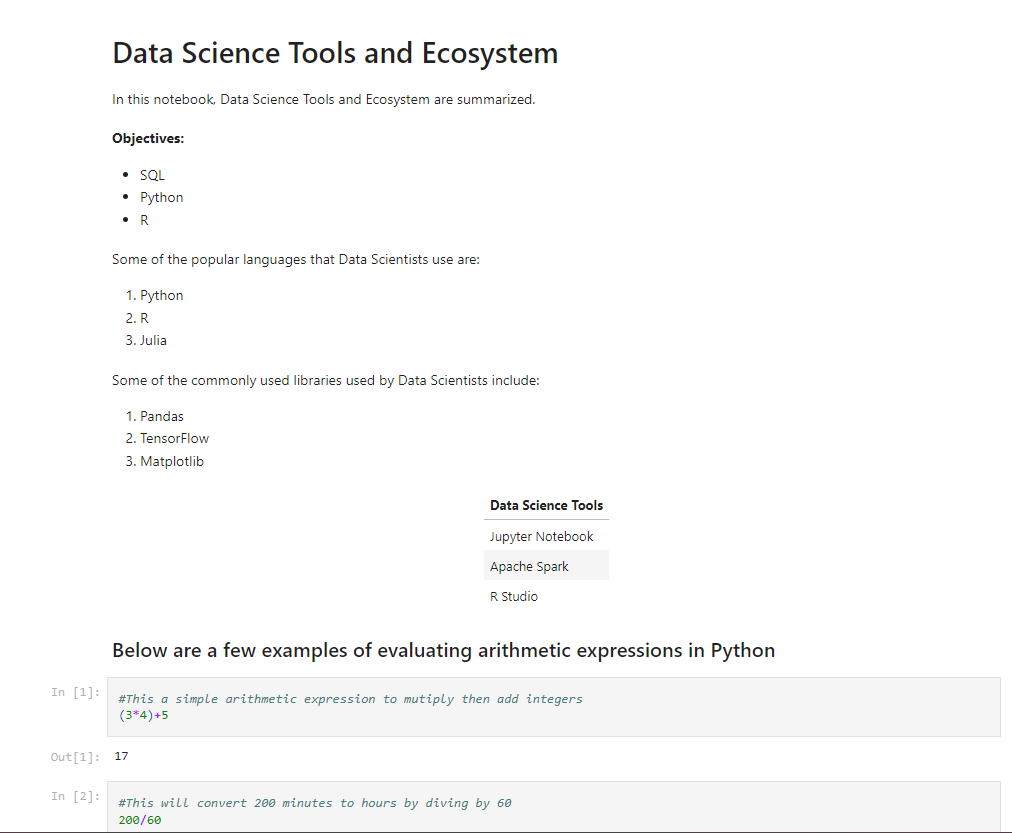 Data Science Tools and Ecosystem
In this notebook, Data Science Tools and Ecosystem are summarized.
Objectives:
• SQL
• Python
• R
Some of the popular languages that Data Scientists use are:
1. Python
2. R
3. Julia
Some of the commonly used libraries used by Data Scientists include:
1. Pandas
2. TensorFlow
3. Matplotlib
Data Science Tools
Jupyter Notebook
Apache Spark
R Studio
Below are a few examples of evaluating arithmetic expressions in Python
In [1]: #This a simple arithmetic expression to mutiply then add integers
(3*4)+5
Out[1]: 17
In [2]: #This will convert 200 minutes to hours by diving by 60
200/60